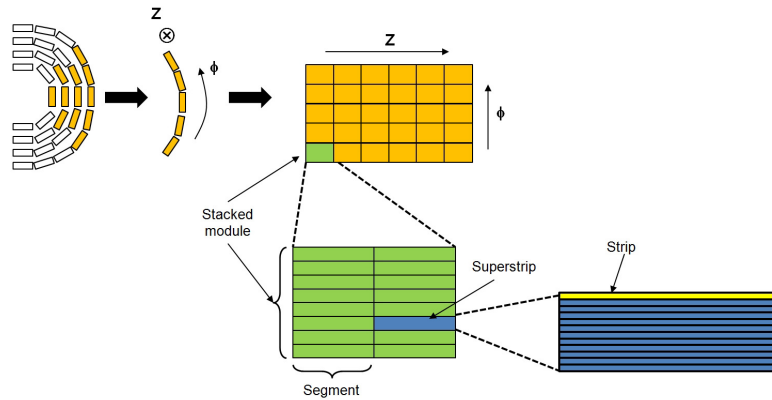 Z
ϕ
Z
ϕ
Stacked
module
Superstrip
Strip
Segment